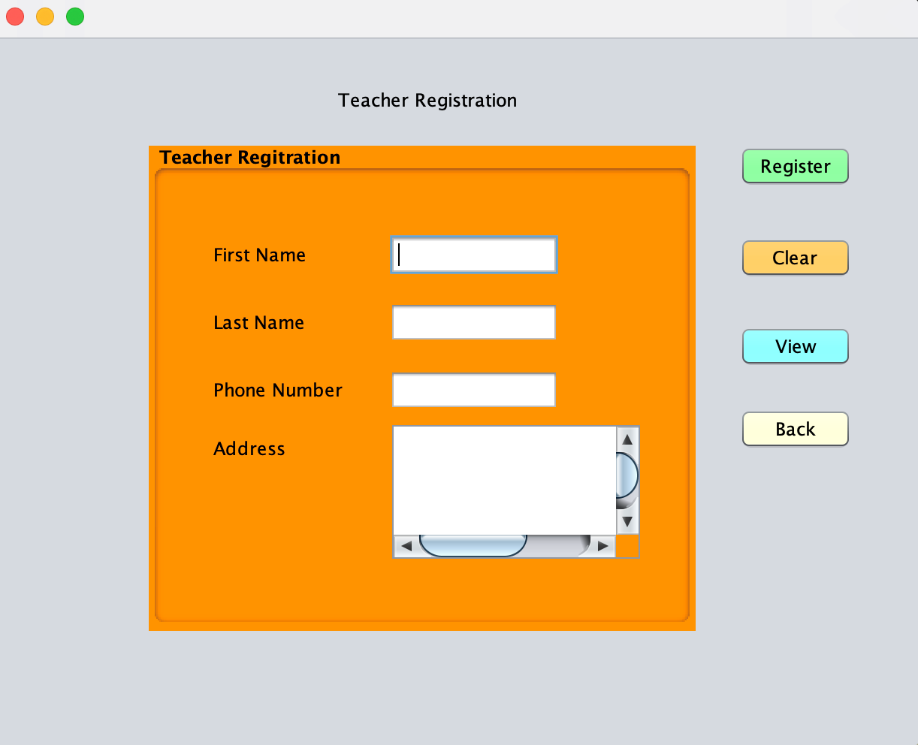 Teacher Registration
Teacher Regitration
First Name
Last Name
Phone Number
Address
Register
Clear
View
Back